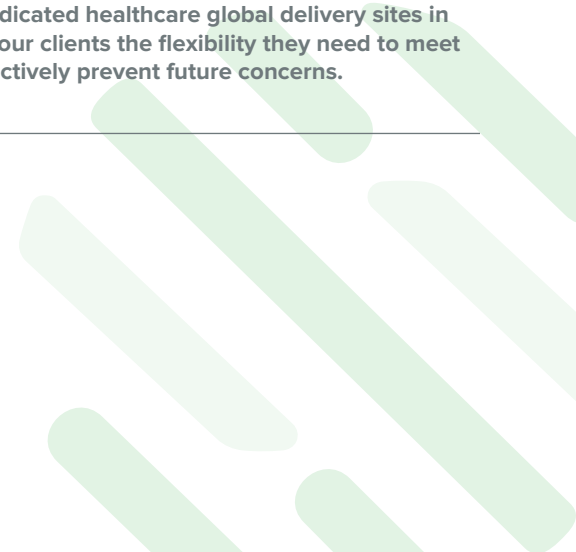 dicated healthcare global delivery sites in
our clients the flexibility they need to meet
ctively prevent future concerns.